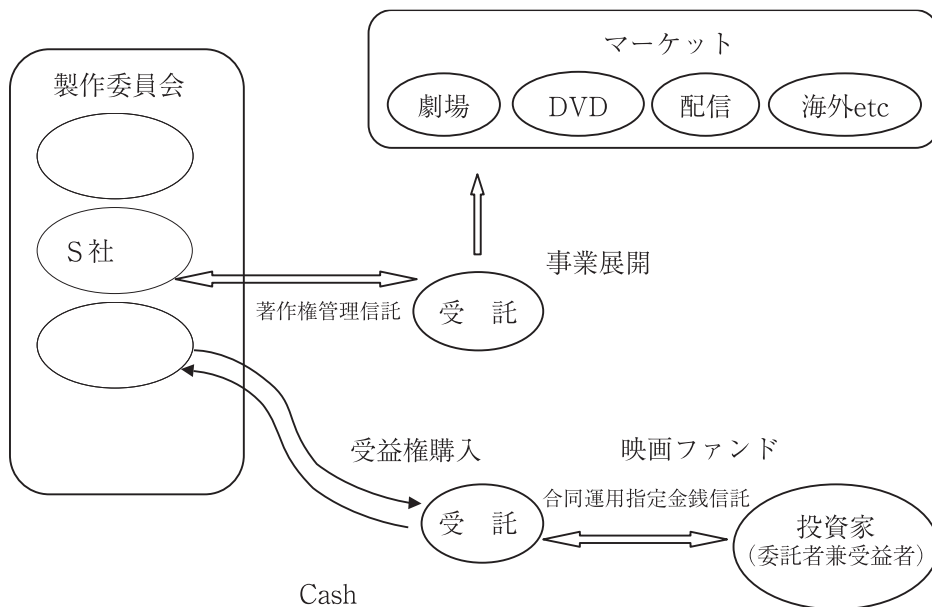 マーケット
製作委員会
劇場
DVD
配信
海外etc
S社
事業展開
著作権管理信託
受 託
受益権購入
映画ファンド
合同運用指定金銭信託
受 託
投資家
(委託者兼受益者)
Cash